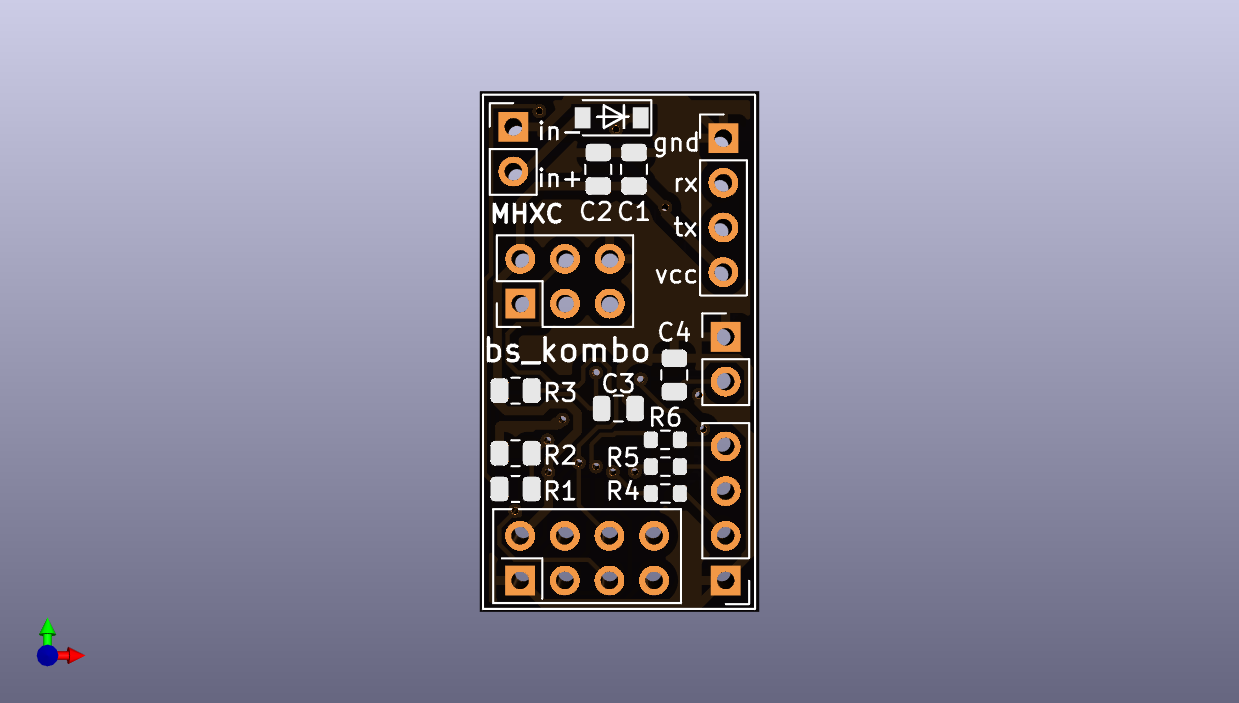 in-
gnd
in+
rx
MHXC
C2
C1
tx
vcc
C4
bs_kombo
C3
R3
R6
R2
R5
R1
R4